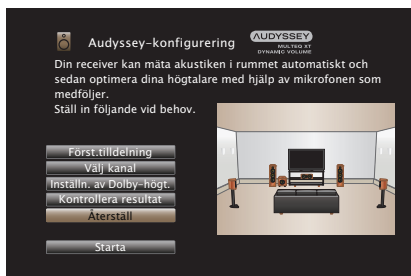 Audyssey-konfigurering
AUDYSSEY
MULTEQ XT
DYNAMIC VOLUME
Din receiver kan mäta akustiken i rummet automatiskt och
sedan optimera dina högtalare med hjälp av mikrofonen som
medföljer.
Ställ in följande vid behov.
Först.tilldelning
Välj kanal
Inställn. av Dolby-högt.
Kontrollera resultat
Återställ
Starta